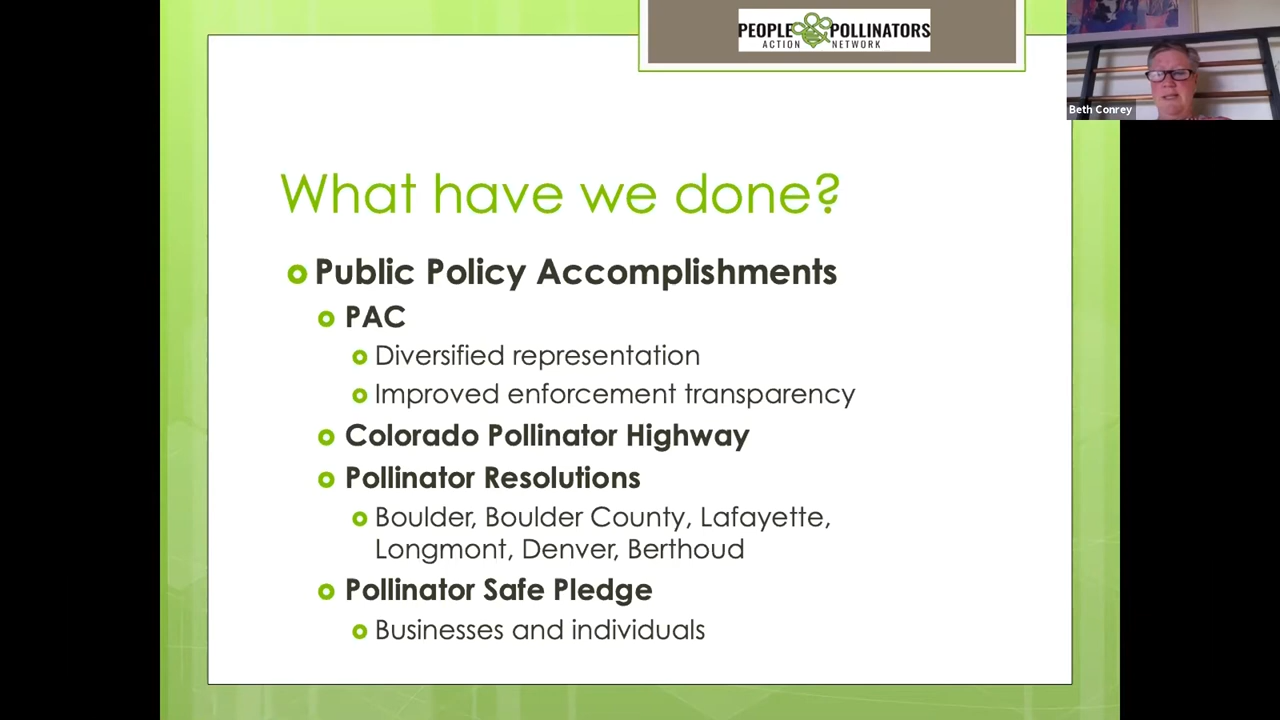 PEOPLE POLLINATORS
ACTION NETWORK
Beth Conrey
What have we done?
Public Policy Accomplishments
PAC
Diversified representation
Improved enforcement transparency
Colorado Pollinator Highway
Pollinator Resolutions
Boulder, Boulder County, Lafayette,
Longmont, Denver, Berthoud
Pollinator Safe Pledge
Businesses and individuals